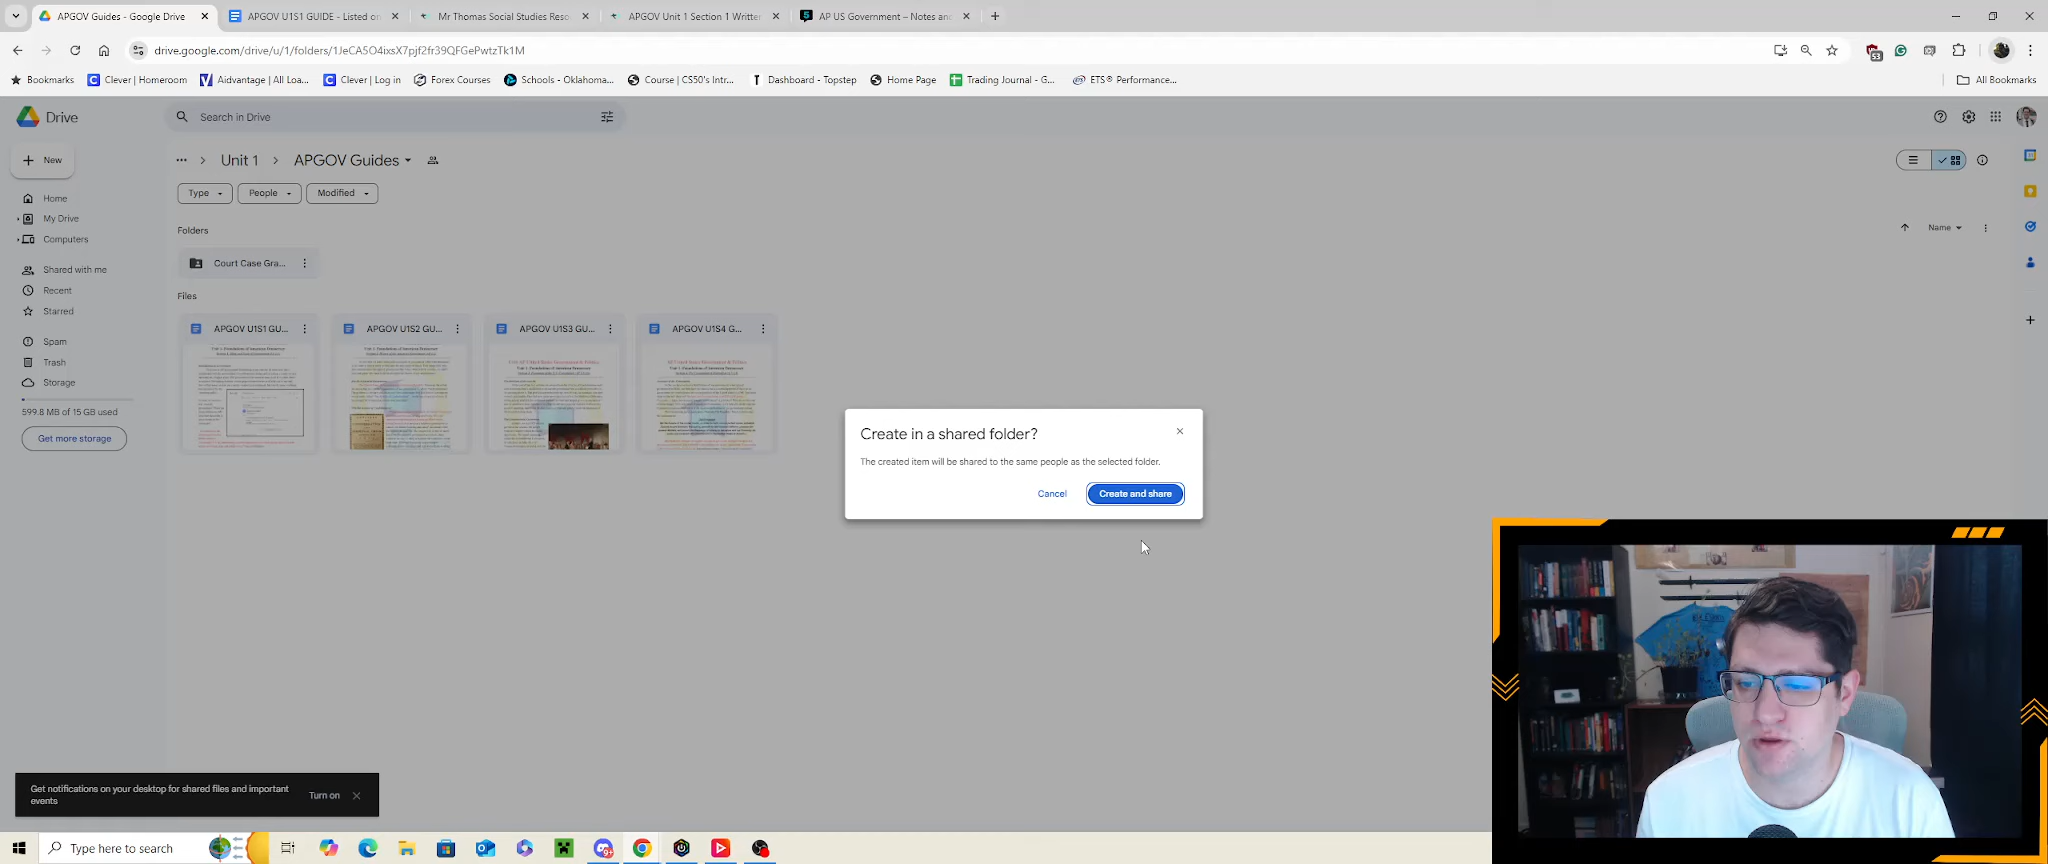 APGOV Guides - Google Drive
APGOV U1S1 GUIDE - Listed on
Mr Thomas Social Studies Reso
APGOV Unit 1 Section 1 Writter
AP US Government – Notes and
drive.google.com/drive/u/1/folders/1JeCA5O4ixsX7pjf2fr39QFGePwtzTk1M
53
Bookmarks
Clever | Homeroom
Aidvantage | All Loa...
Clever | Log in
Forex Courses
Schools - Oklahoma...
Course | CS50's Intr...
Dashboard - Topstep
Home Page
Trading Journal - G...
ETS® Performance...
All Bookmarks
Drive
Search in Drive
New
Unit 1
APGOV Guides
Type
People
Modified
Home
My Drive
Computers
Shared with me
Recent
Starred
Spam
Trash
Storage
599.8 MB of 15 GB used
Get more storage
Folders
Name
Court Case Gra...
Files
APGOV U1S1 GU...
APGOV U1S2 GU...
APGOV U1S3 GU...
APGOV U1S4 G...
Create in a shared folder?
The created item will be shared to the same people as the selected folder.
Cancel
Create and share
Get notifications on your desktop for shared files and important
events
Turn on
Type here to search